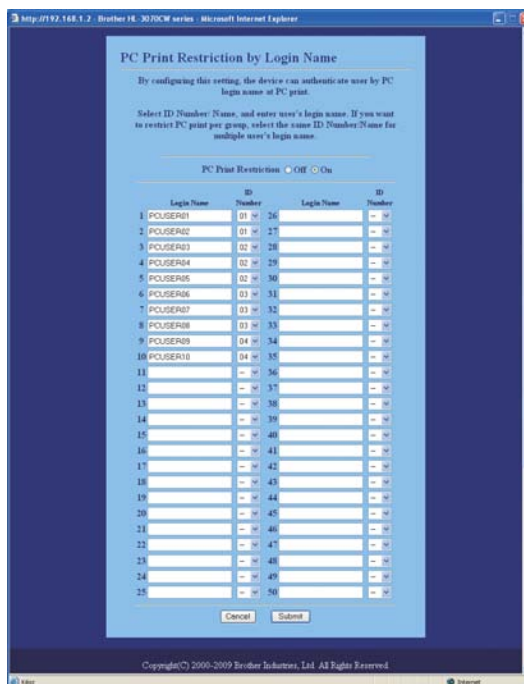 http://192.168.1.2 - Brother HL-3070CW series - Microsoft Internet Explorer
PC Print Restriction by Login Name
By configuring this setting, the device can authenticate user by PC
login name at PC print.
Select ID Number/ Name, and enter user's login name. If you want
to restrict PC print per group, select the same ID Number/Name for
multiple user's login name.
PC Print Restriction Off On
Login Name ID Number Login Name ID Number
1 PCUSER01 01 26 --
2 PCUSER02 01 27 --
3 PCUSER03 02 28 --
4 PCUSER04 02 29 --
5 PCUSER05 02 30 --
6 PCUSER06 03 31 --
7 PCUSER07 03 32 --
8 PCUSER08 03 33 --
9 PCUSER09 04 34 --
10 PCUSER10 04 35 --
11 -- 36 --
12 -- 37 --
13 -- 38 --
14 -- 39 --
15 -- 40 --
16 -- 41 --
17 -- 42 --
18 -- 43 --
19 -- 44 --
20 -- 45 --
21 -- 46 --
22 -- 47 --
23 -- 48 --
24 -- 49 --
25 -- 50 --
Cancel Submit
Copyright(C) 2000-2009 Brother Industries, Ltd. All Rights Reserved.
Internet